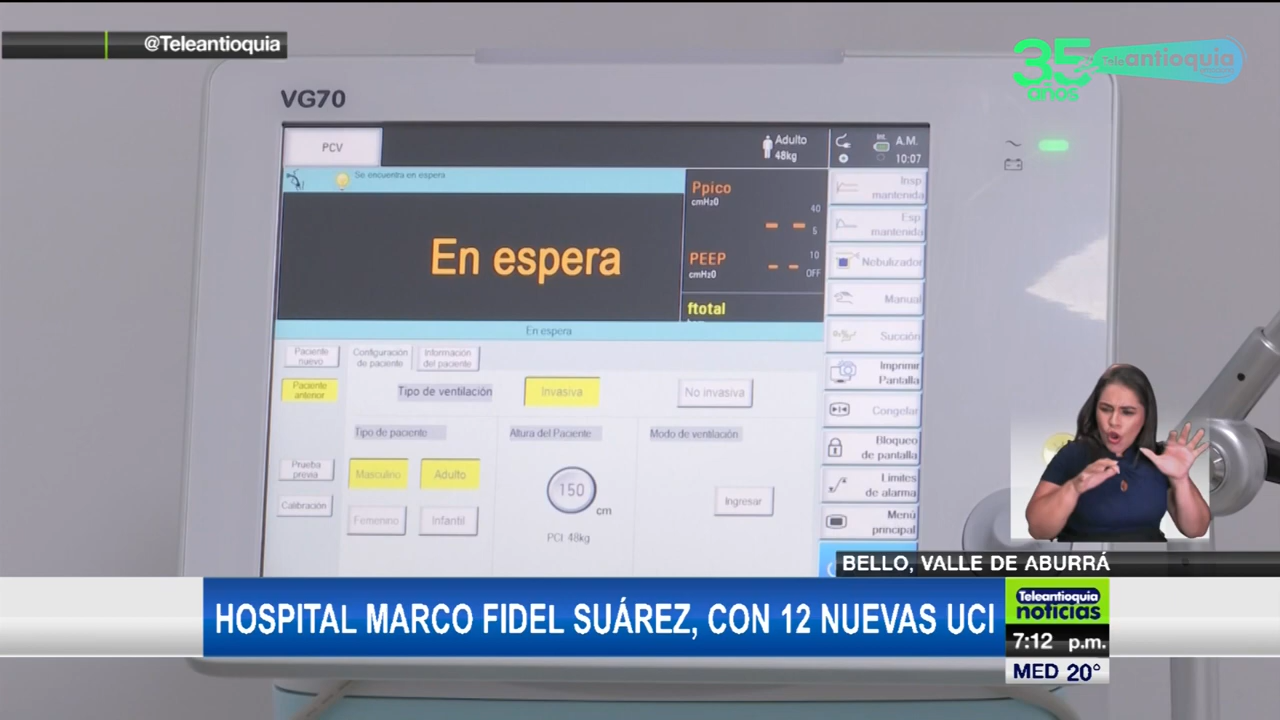 @Teleantioquia
35 años
Teleantioquia
VG70
PCV
Adulto
48kg
A.M.
10:07
Se encuentra en espera
En espera
Ppico
cmH2O
40
5
PEEP
cmH2O
10
OFF
ftotal
En espera
Insp
mantenida
Esp
mantenida
Nebulizador
Manual
Succión
Imprimir
Pantalla
Congelar
Bloqueo
de pantalla
Límites
de alarma
Menú
principal
Paciente
nuevo
Configuración
de paciente
Información
del paciente
Paciente
anterior
Tipo de ventilación
Invasiva
No invasiva
Tipo de paciente
Altura del Paciente
Modo de ventilación
Prueba
previa
Masculino
Adulto
150
cm
Ingresar
Calibración
Femenino
Infantil
PCI 48kg
BELLO, VALLE DE ABURRÁ
HOSPITAL MARCO FIDEL SUÁREZ, CON 12 NUEVAS UCI
Teleantioquia
noticias
7:12 p.m.
MED 20°